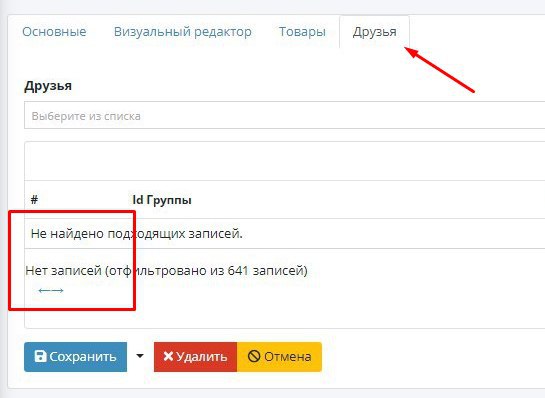 Основные Визуальный редактор Товары Друзья
Друзья
Выберите из списка
# Id Группы
Не найдено подходящих записей.
Нет записей (отфильтровано из 641 записей)
←→
Сохранить Удалить Отмена